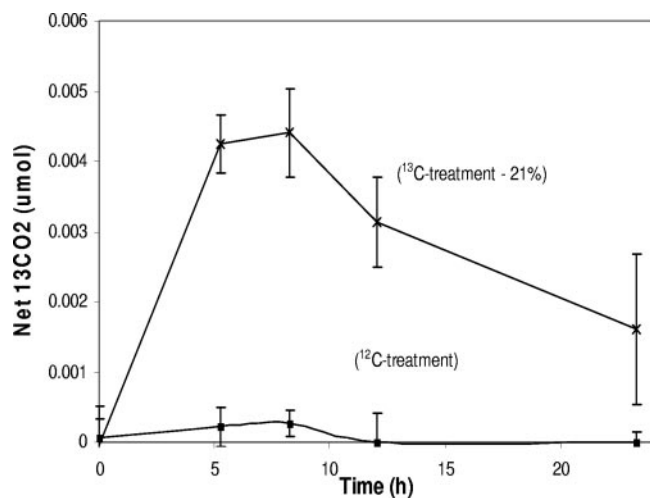 0.006
0.005
0.004
0.003
0.002
0.001
0
Net 13CO2 (umol)
(¹³C-treatment - 21%)
(¹²C-treatment)
0 5 10 15 20
Time (h)